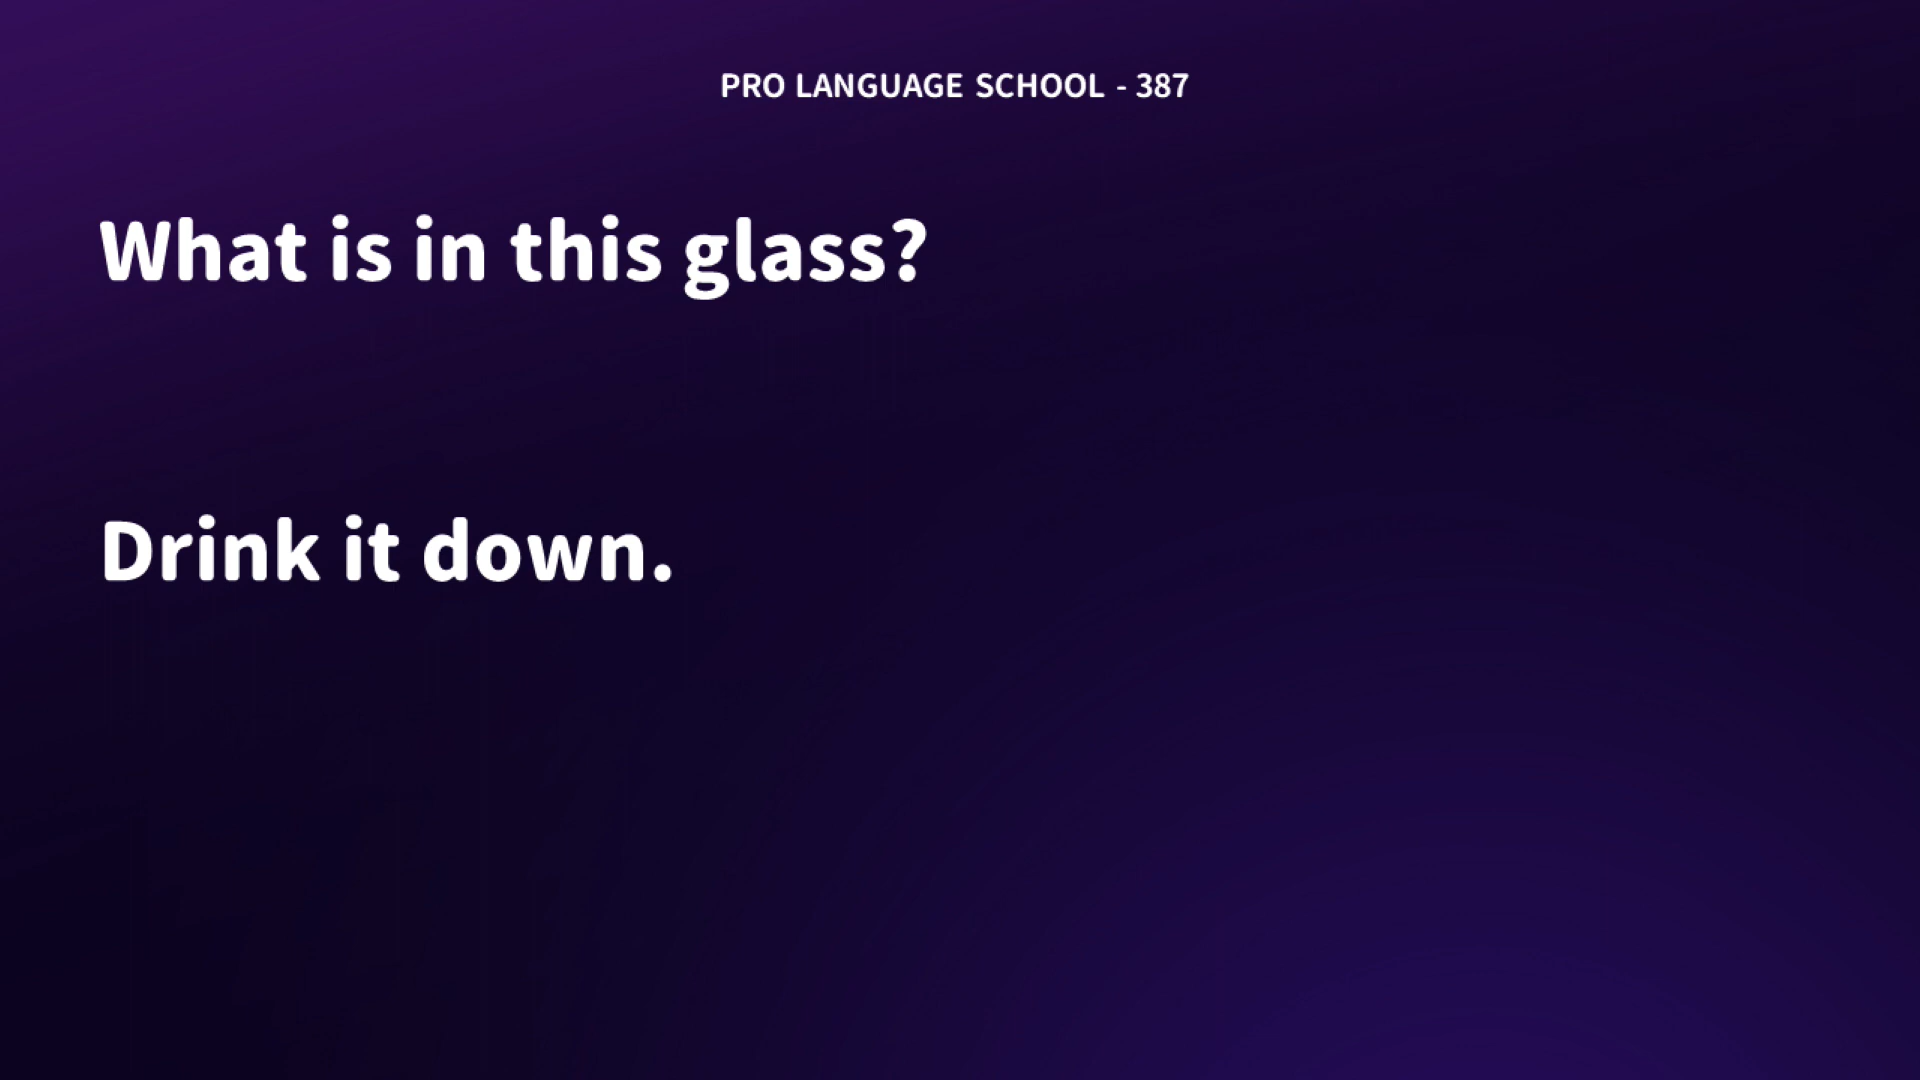 PRO LANGUAGE SCHOOL - 387
What is in this glass?
Drink it down.